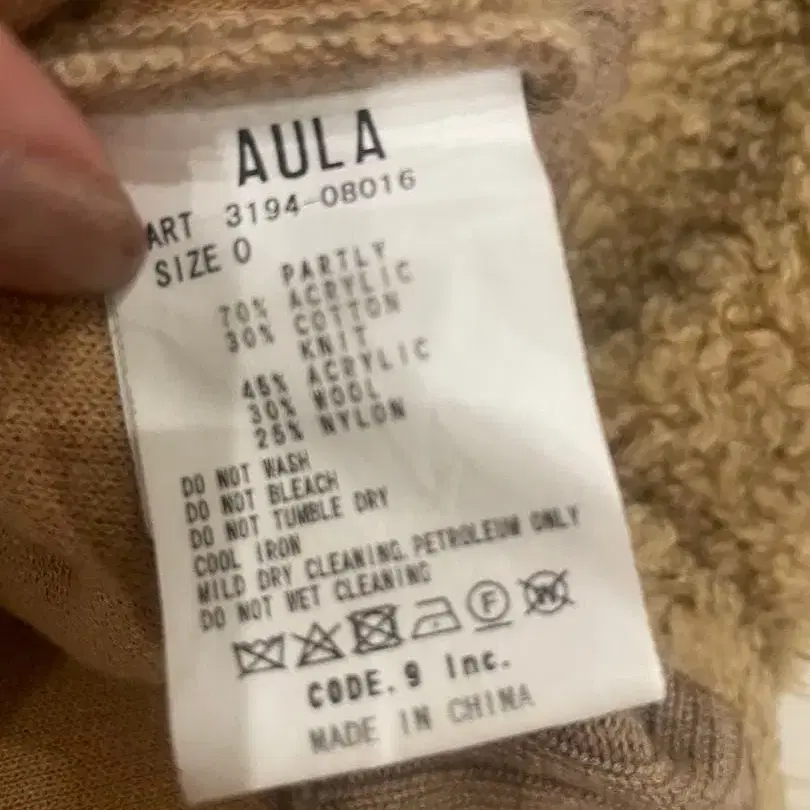 AULA
ART 3194-08016
SIZE 0
PARTLY
70% ACRYLIC
30% COTTON
KNIT
45% ACRYLIC
30% WOOL
25% NYLON
DO NOT WASH
DO NOT BLEACH
DO NOT TUMBLE DRY
COOL IRON
MILD DRY CLEANING.PETROLEUM ONLY
DO NOT WET CLEANING
F W
CODE.9 Inc.
MADE IN CHINA